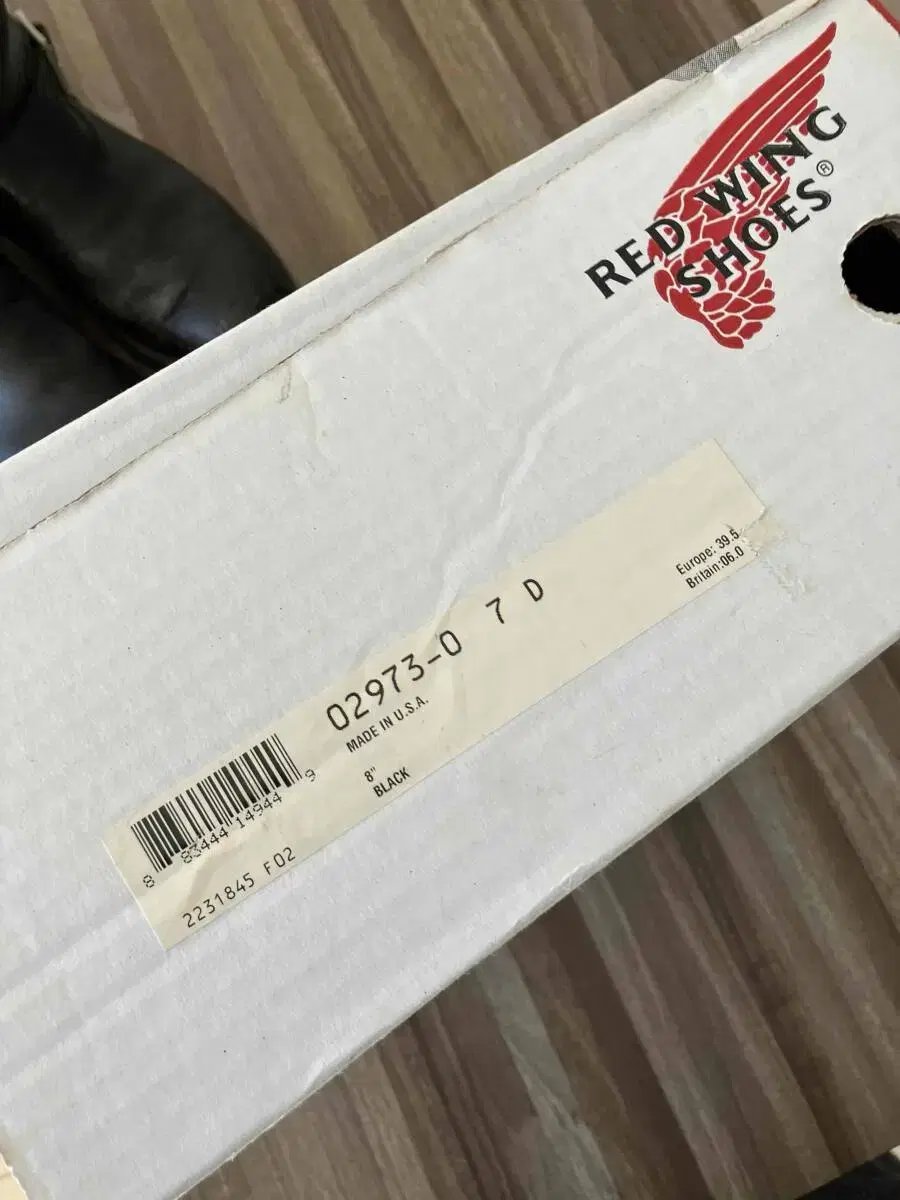 RED WING
SHOES®
Europe: 39.5
Britain:06.0
02973-0 7 D
MADE IN U.S.A.
8"
BLACK
8 83444 14944 9
2231845 F02